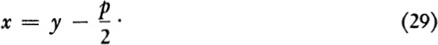 x = y − p/2 · (29)